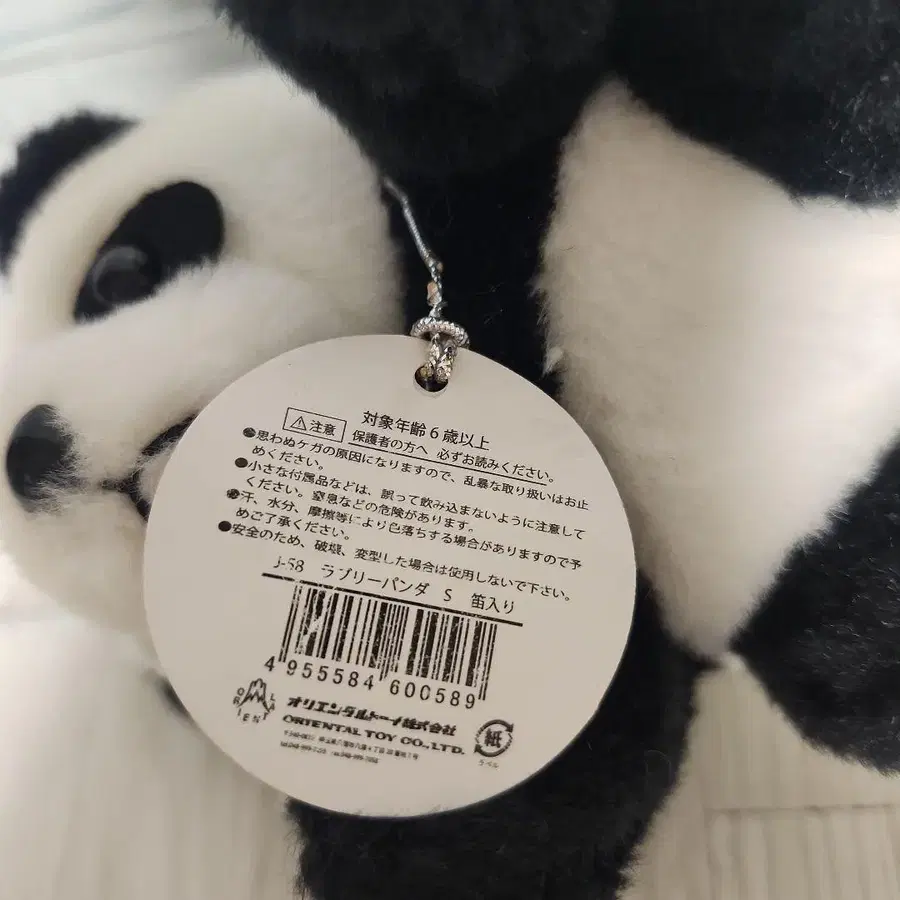 対象年齢6歳以上
⚠注意 保護者の方へ 必ずお読みください。
●思わぬケガの原因になりますので、乱暴な取り扱いはお止
めください。
●小さな付属品などは、誤って飲み込まないように注意して
ください。窒息などの危険があります。
●汗、水分、摩擦等により色落ちする場合がありますので予
めご了承ください。
●安全のため、破堤、変型した場合は使用しないで下さい。
J-58 ラブリーパンダ S 笛入り
4 955584 600589
ORIENTAL
オリエンタルトーイ株式会社
ORIENTAL TOY CO.,LTD.
紙
ラベル